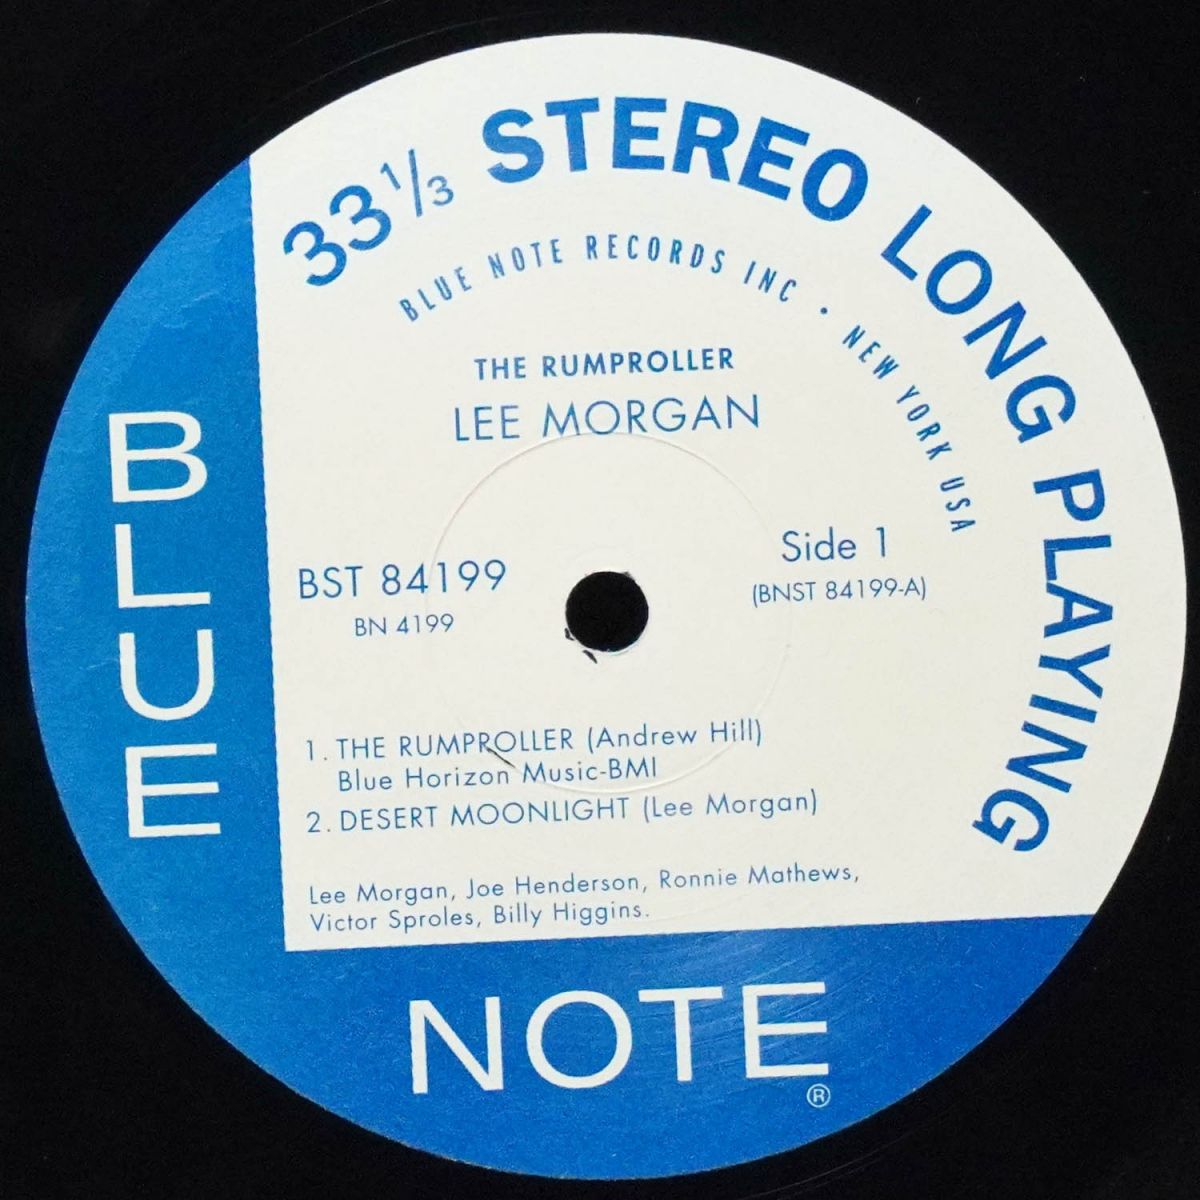 33 1/3 STEREO LONG PLAYING
BLUE NOTE RECORDS INC · NEW YORK USA
THE RUMPROLLER
LEE MORGAN
BST 84199
BN 4199
Side 1
(BNST 84199-A)
1. THE RUMPROLLER (Andrew Hill)
Blue Horizon Music-BMI
2. DESERT MOONLIGHT (Lee Morgan)
Lee Morgan, Joe Henderson, Ronnie Mathews,
Victor Sproles, Billy Higgins.
BLUE
NOTE®